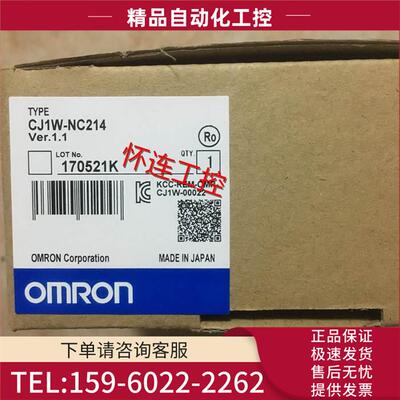 精品自动化工控
TYPE
CJ1W-NC214
Ver.1.1
Ro
LOT No.
QTY.
170521K
1
怀连工控
KCC-REM-OMR
CJ1W-00022
OMRON Corporation
MADE IN JAPAN
OMRON
下单请咨询客服
TEL:159-6022-2262
正品保证
极速发货
售后无忧
提供发票